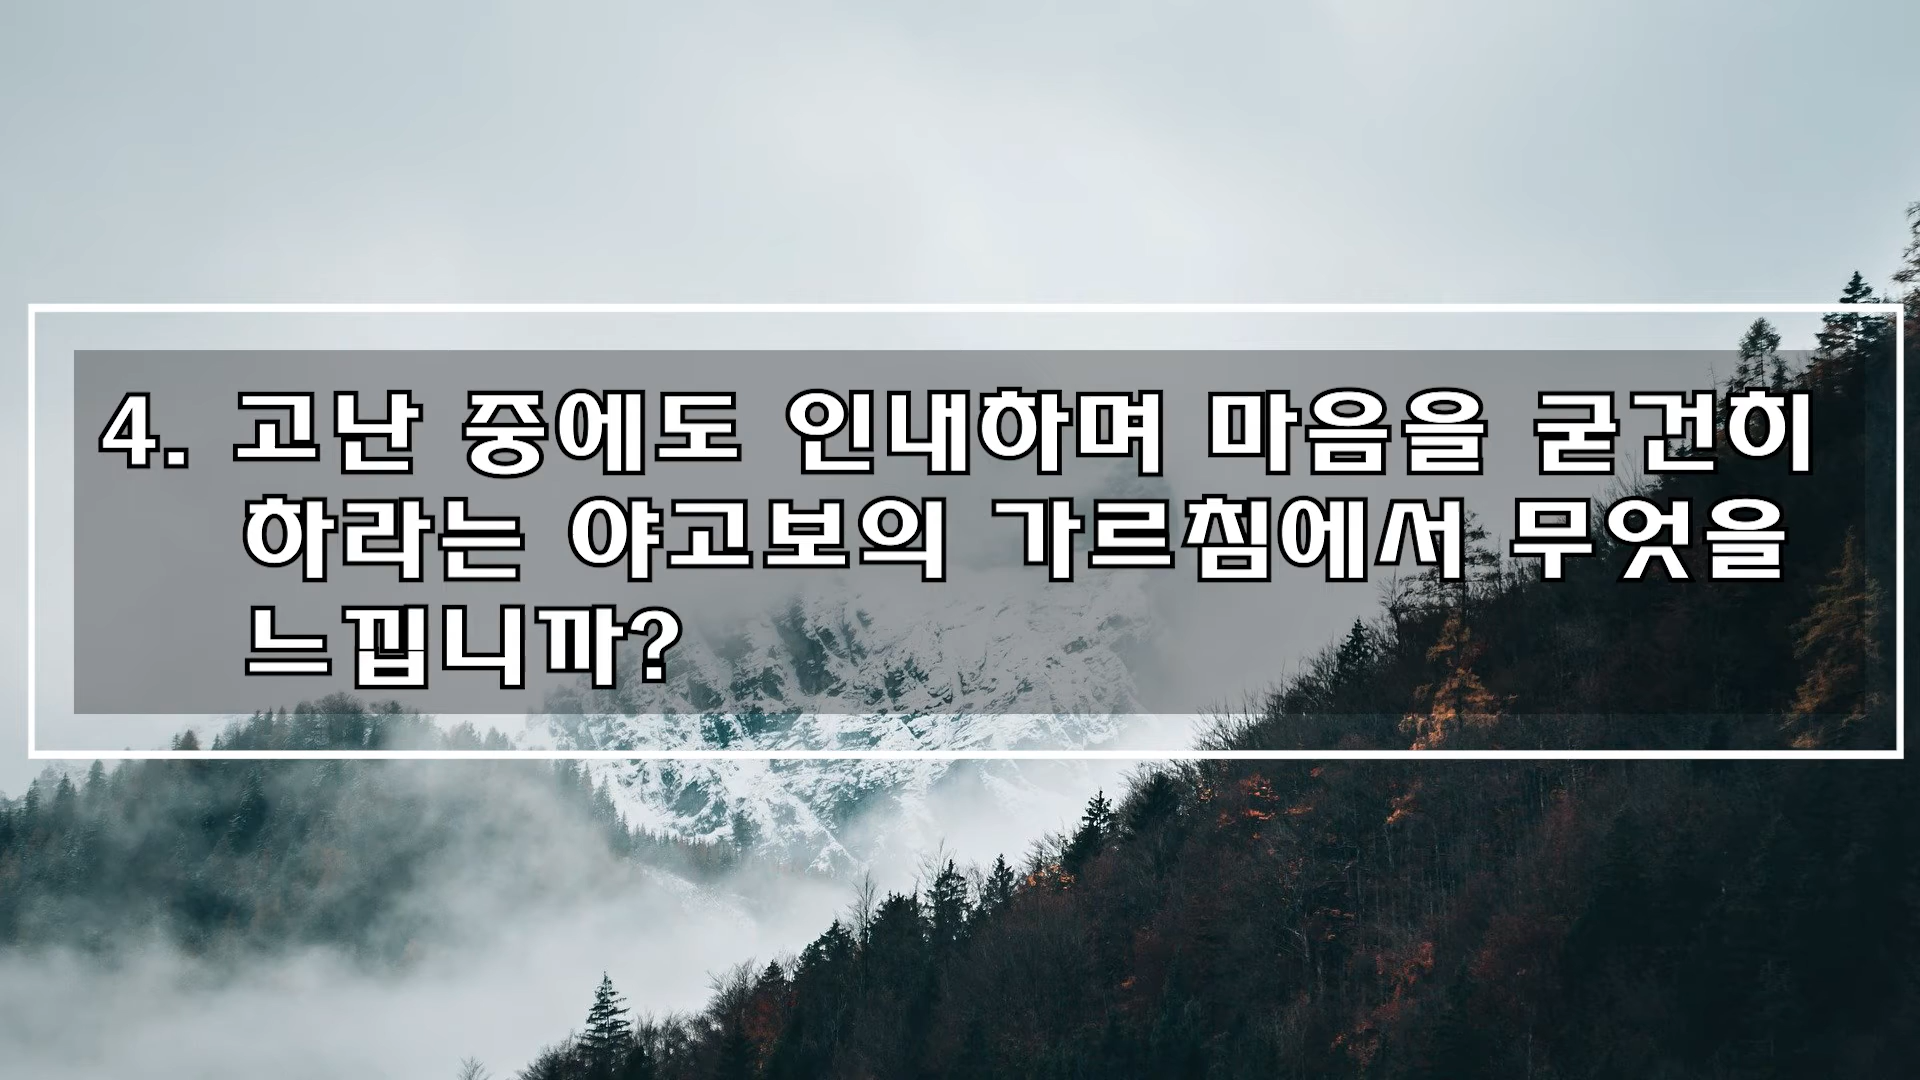 4. 고난 중에도 인내하며 마음을 굳건히
하라는 야고보의 가르침에서 무엇을
느낍니까?